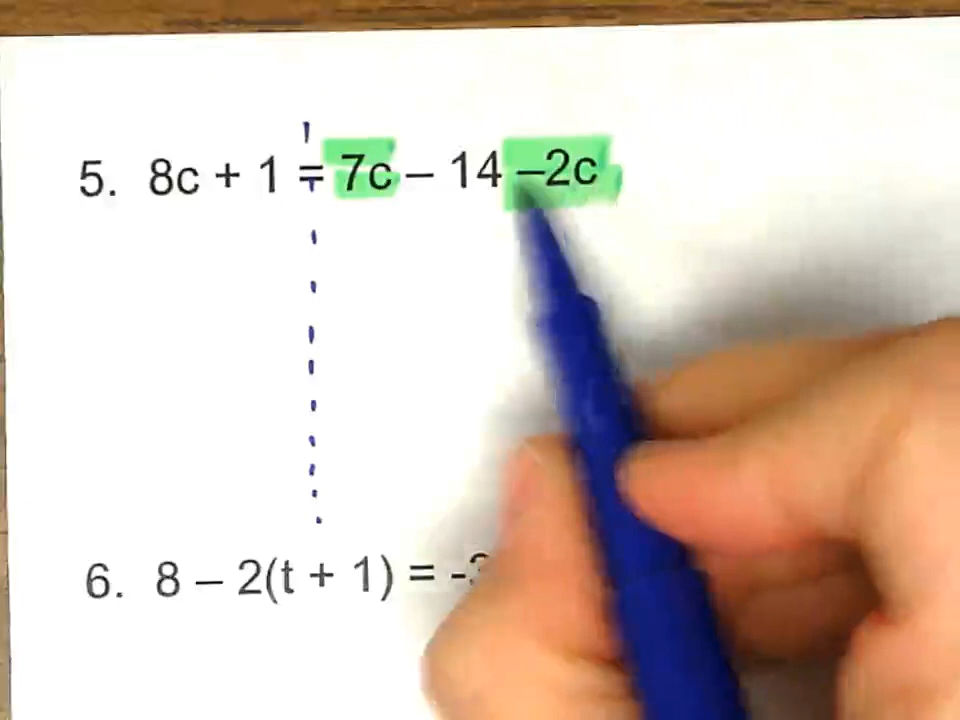 5. 8c + 1 = 7c – 14 –2c
6. 8 – 2(t + 1) =